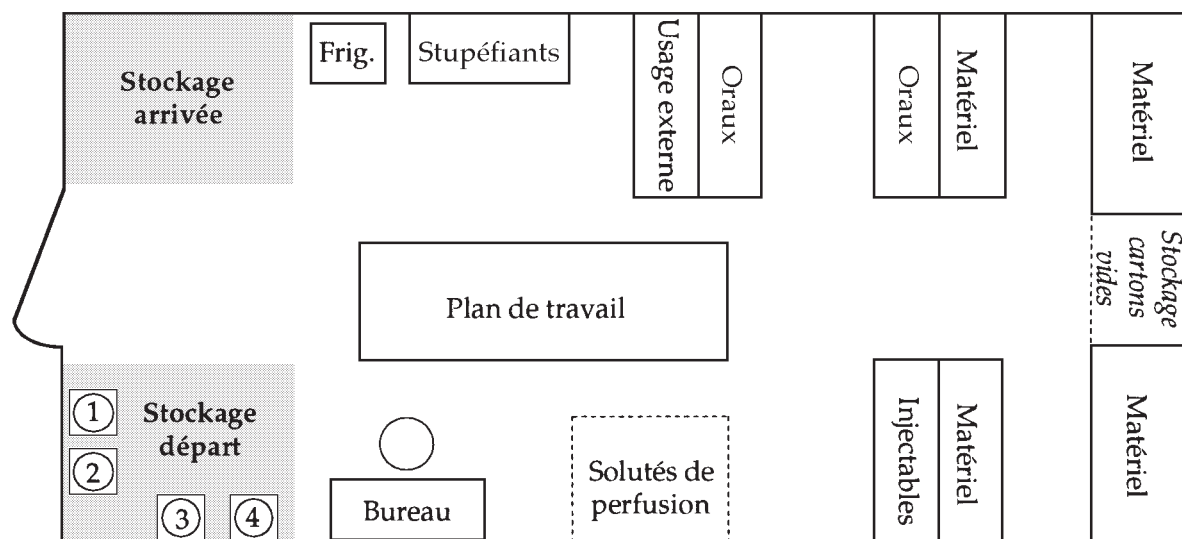 Stockage
arrivée
Frig.
Stupéfiants
Usage externe
Oraux
Oraux
Matériel
Matériel
Stockage
cartons
vides
Plan de travail
1
2
3
4
Stockage
départ
Bureau
Solutés de
perfusion
Injectables
Matériel
Matériel